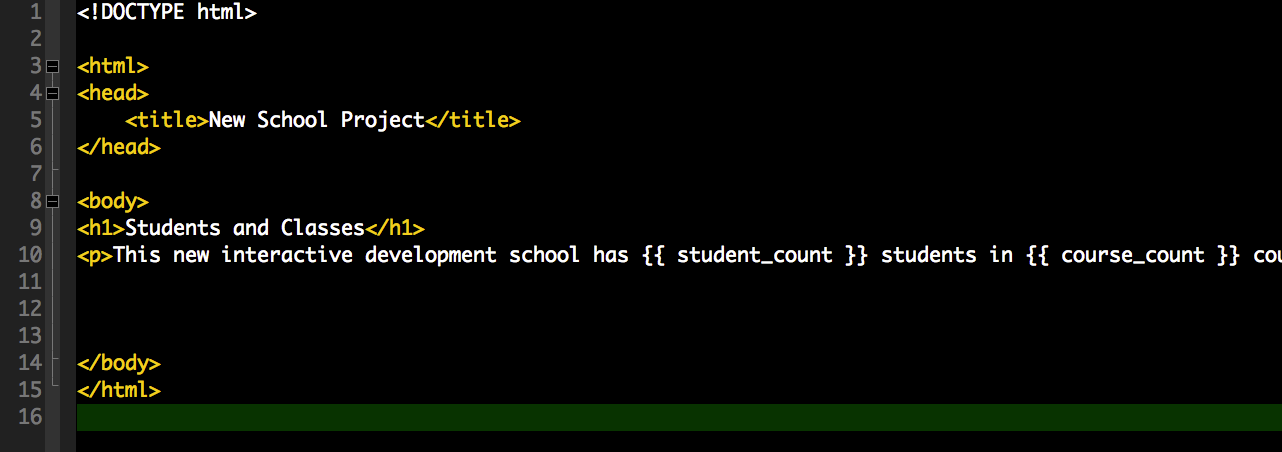 1 <!DOCTYPE html>
2
3 <html>
4 <head>
5 <title>New School Project</title>
6 </head>
7
8 <body>
9 <h1>Students and Classes</h1>
10 <p>This new interactive development school has {{ student_count }} students in {{ course_count }} cou
11
12
13
14 </body>
15 </html>
16